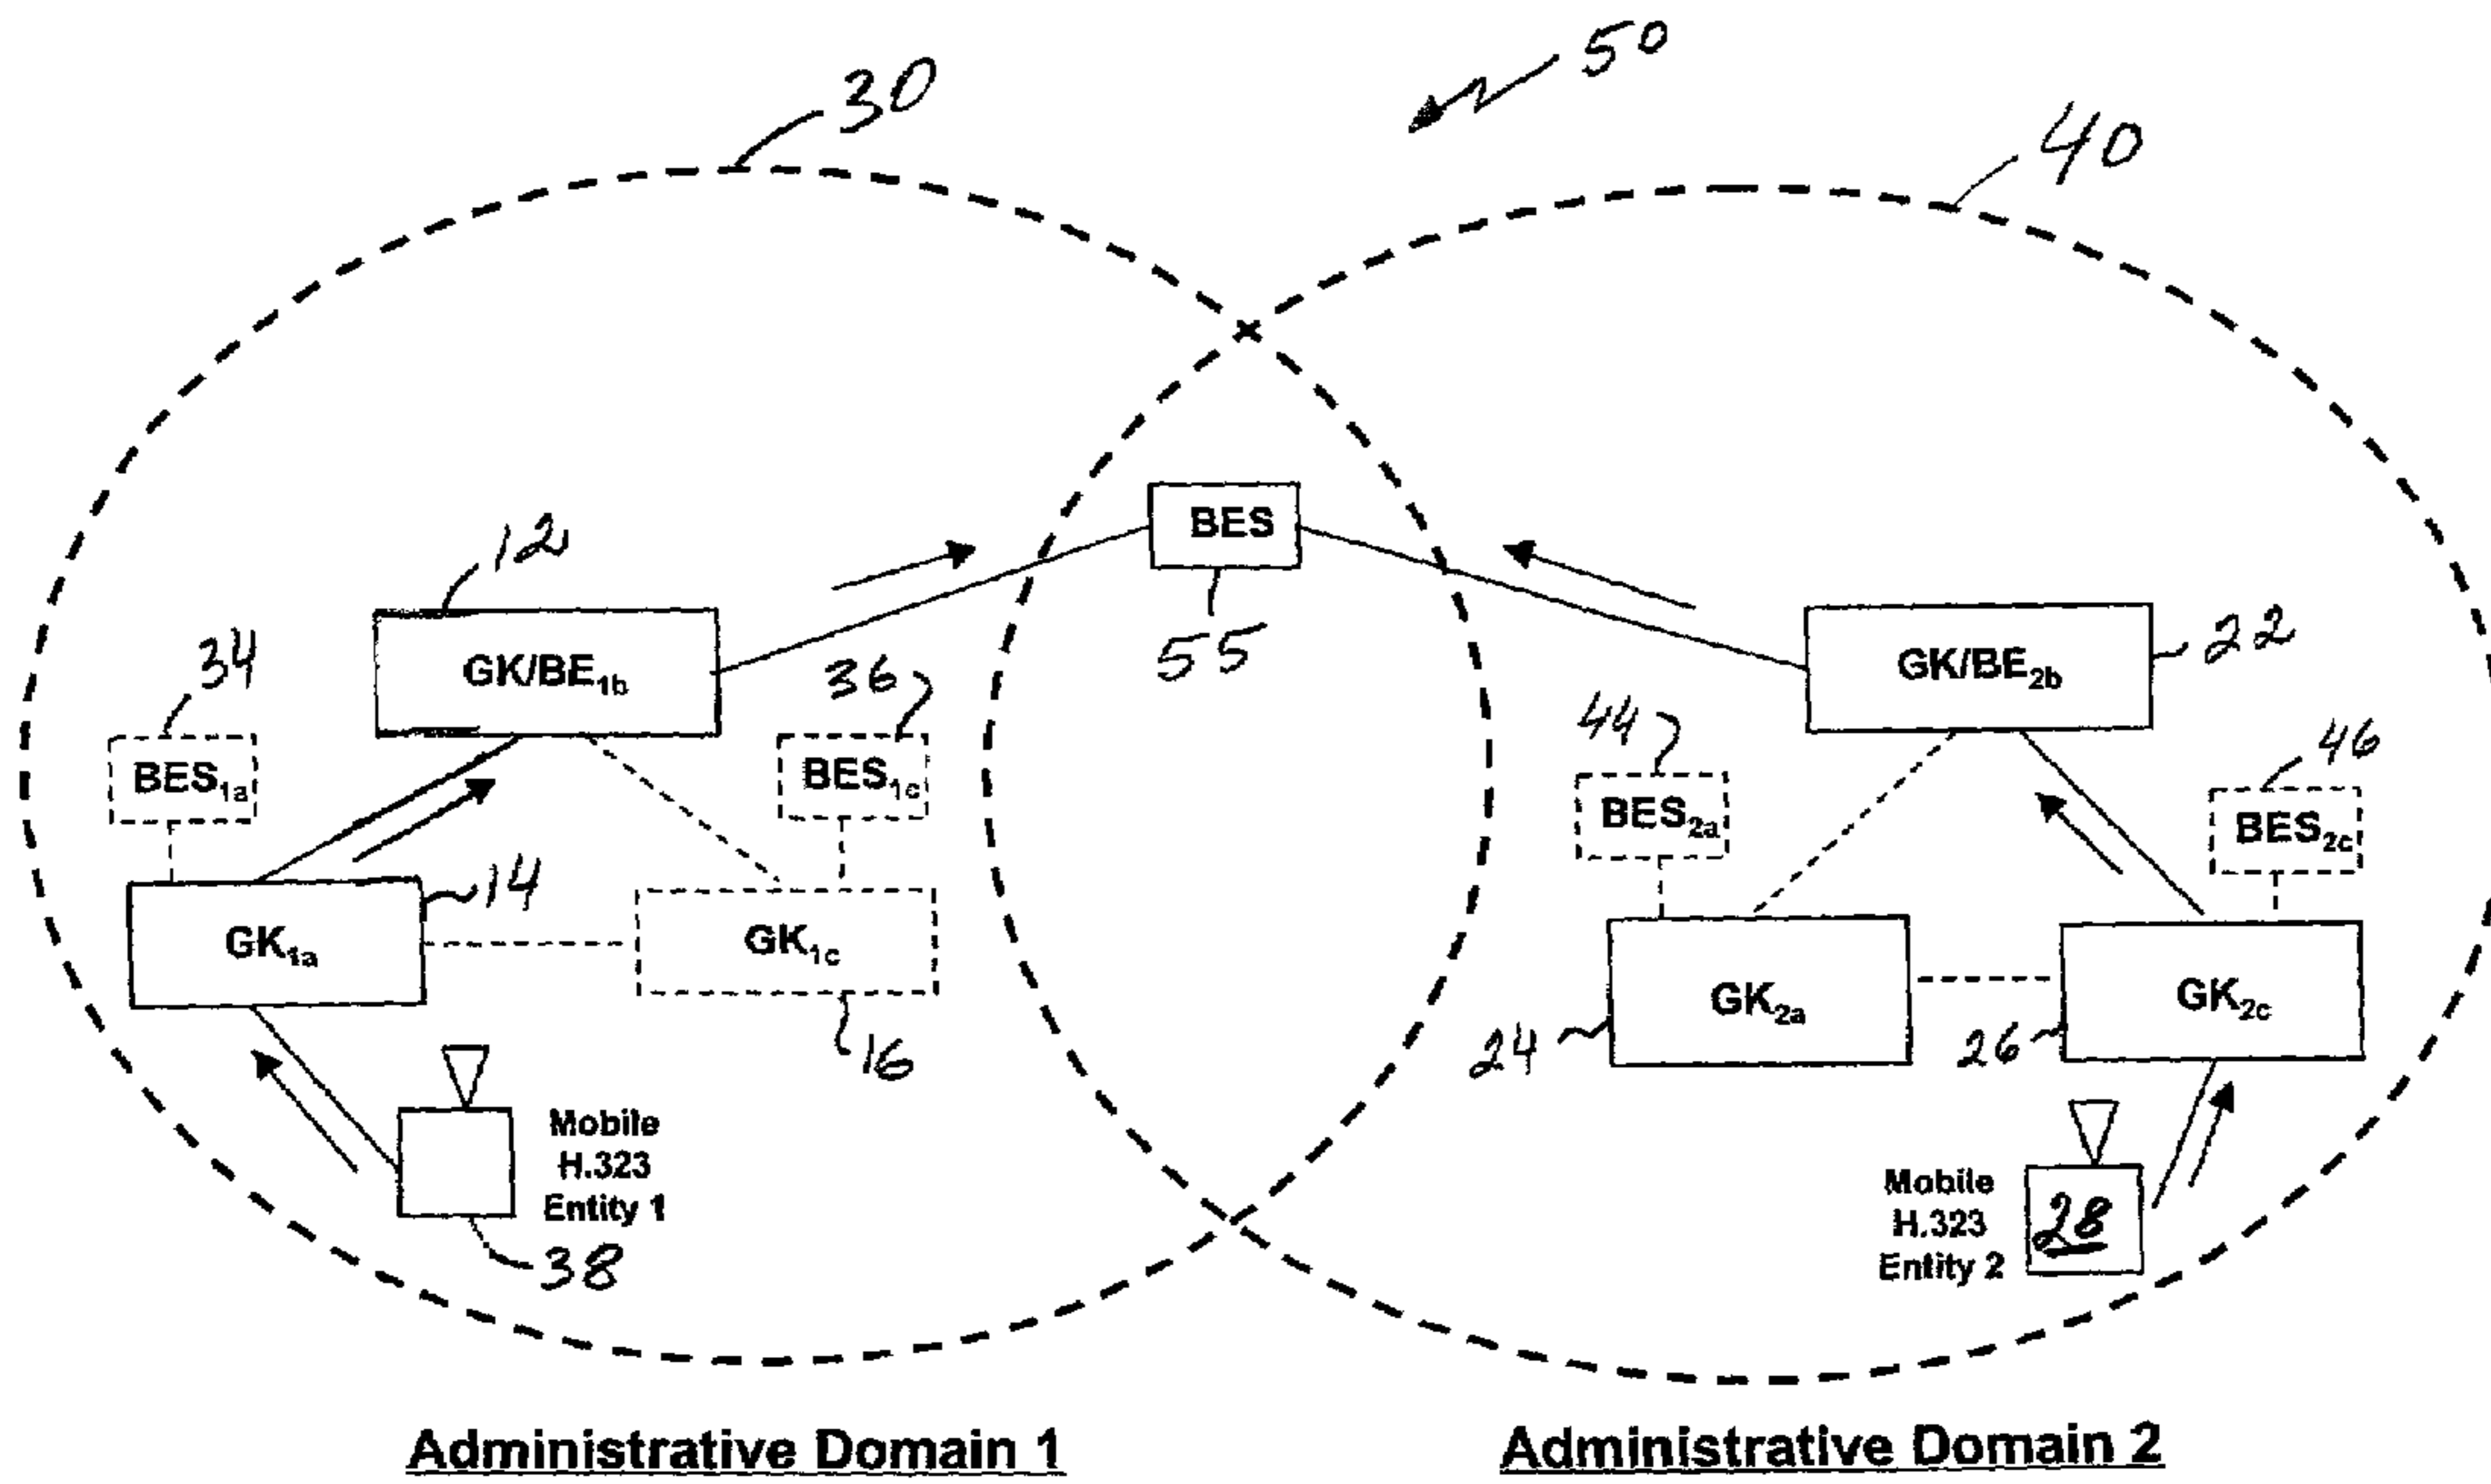 50
30
40
BES
12
55
34
GK/BE1b
36
GK/BE2b
22
44
46
BES1a
BES1c
BES2a
BES2c
14
GK1a
GK1c
GK2a
GK2c
24
26
16
Mobile
H.323
Entity 1
38
Mobile
H.323
Entity 2
28
Administrative Domain 1
Administrative Domain 2